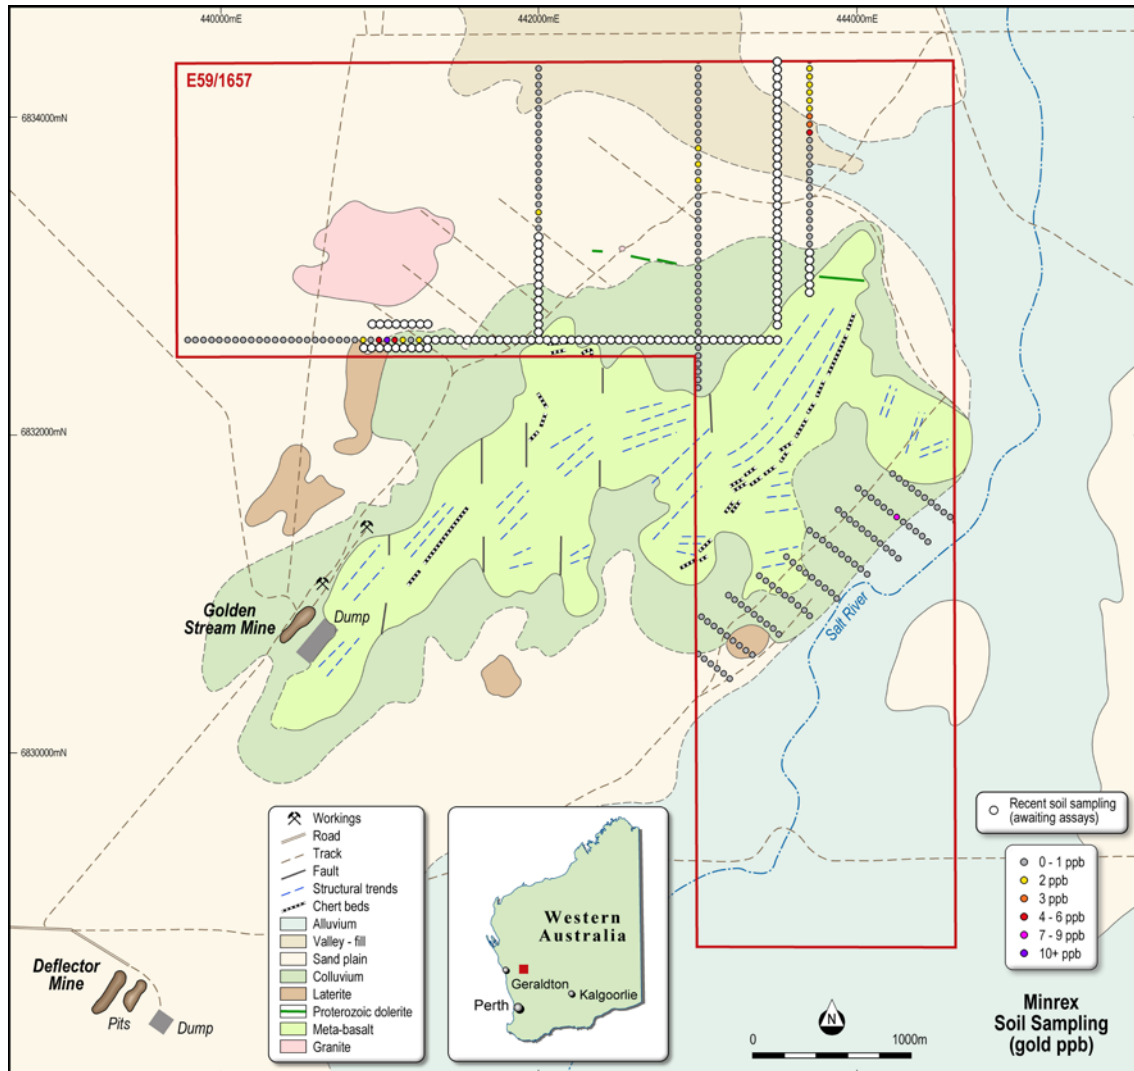 440000mE
442000mE
444000mE
E59/1657
6834000mN
6832000mN
Golden
Stream Mine
Dump
Salt River
6830000mN
Workings
Road
Track
Fault
Structural trends
Chert beds
Alluvium
Valley - fill
Sand plain
Colluvium
Laterite
Proterozoic dolerite
Meta-basalt
Granite
Western
Australia
Geraldton
Kalgoorlie
Perth
Recent soil sampling
(awaiting assays)
0 - 1 ppb
2 ppb
3 ppb
4 - 6 ppb
7 - 9 ppb
10+ ppb
Deflector
Mine
Pits
Dump
N
0
1000m
Minrex
Soil Sampling
(gold ppb)